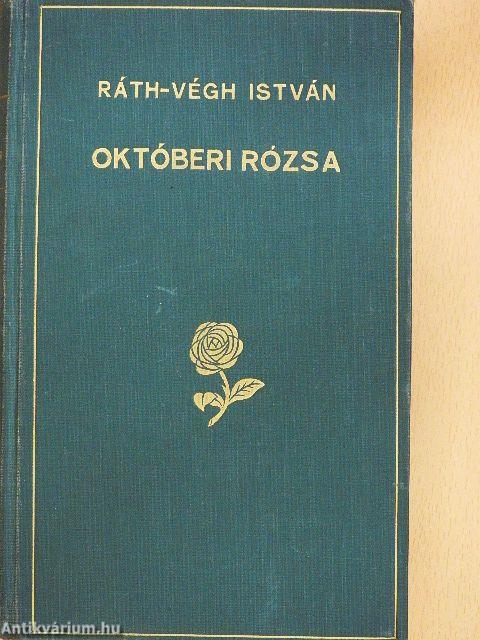 RÁTH-VÉGH ISTVÁN
OKTÓBERI RÓZSA
Antikvárium.hu